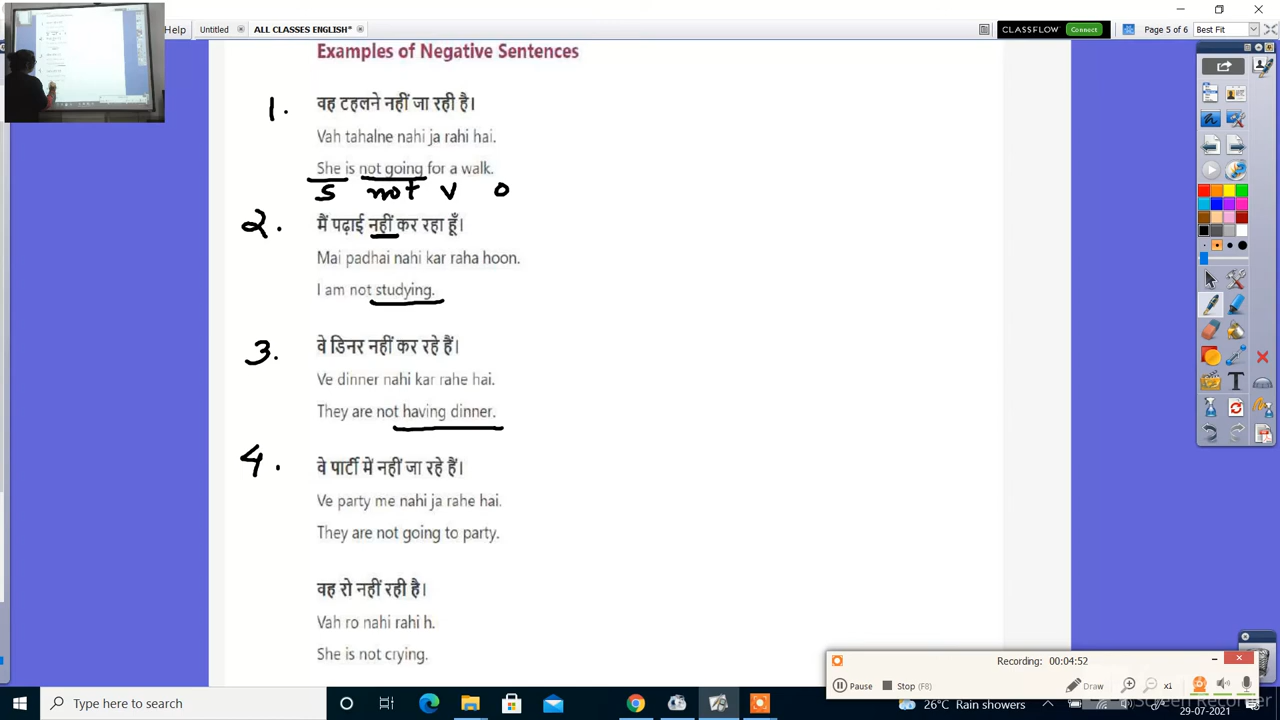 Help
Untitled
ALL CLASSES ENGLISH*
CLASSFLOW
Connect
Page 5 of 6
Best Fit
Examples of Negative Sentences
1. वह टहलने नहीं जा रही है।
Vah tahalne nahi ja rahi hai.
She is not going for a walk.
S not V O
2. मैं पढ़ाई नहीं कर रहा हूँ।
Mai padhai nahi kar raha hoon.
I am not studying.
3. वे डिनर नहीं कर रहे हैं।
Ve dinner nahi kar rahe hai.
They are not having dinner.
4. वे पार्टी में नहीं जा रहे हैं।
Ve party me nahi ja rahe hai.
They are not going to party.
वह रो नहीं रही है।
Vah ro nahi rahi h.
She is not crying.
Recording: 00:04:52
Pause
Stop (F8)
Draw
x1
Screen Recorder
Type here to search
26°C Rain showers
29-07-2021